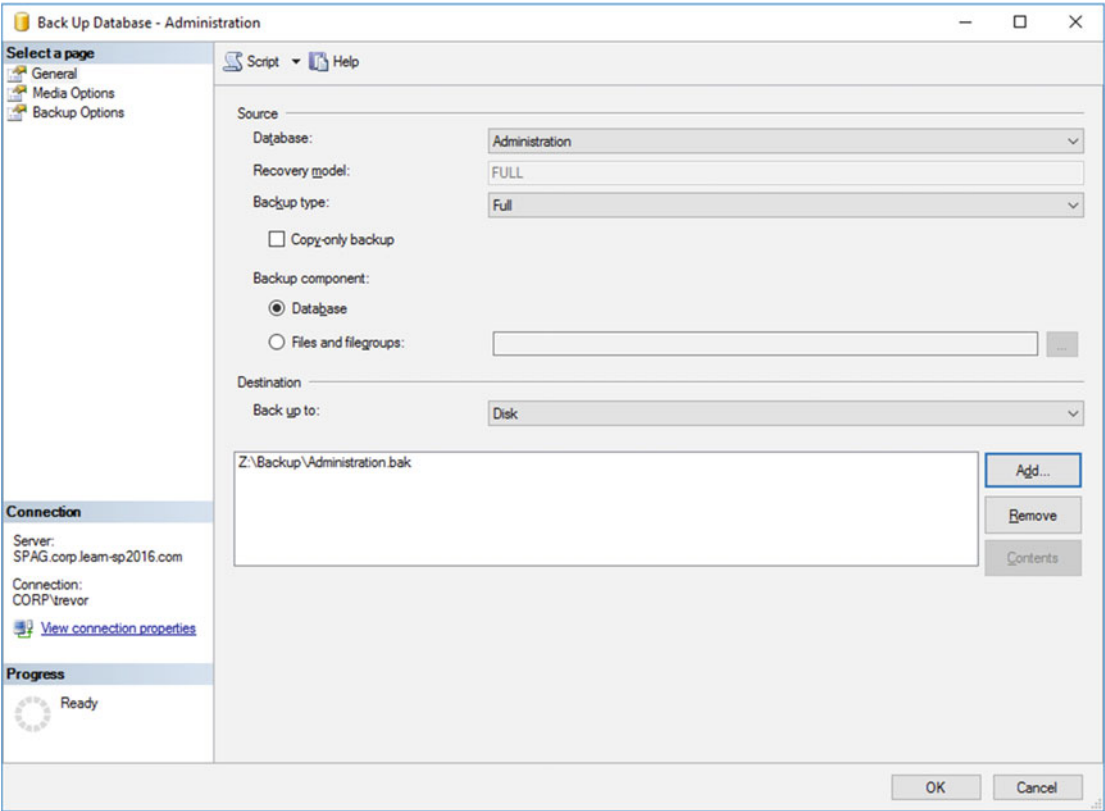 Back Up Database - Administration
Select a page
General
Media Options
Backup Options
Script
Help
Source
Database:
Administration
Recovery model:
FULL
Backup type:
Full
Copy-only backup
Backup component:
Database
Files and filegroups:
...
Destination
Back up to:
Disk
Z:\Backup\Administration.bak
Add...
Remove
Contents
Connection
Server:
SPAG.corp.learn-sp2016.com
Connection:
CORP\trevor
View connection properties
Progress
Ready
OK
Cancel